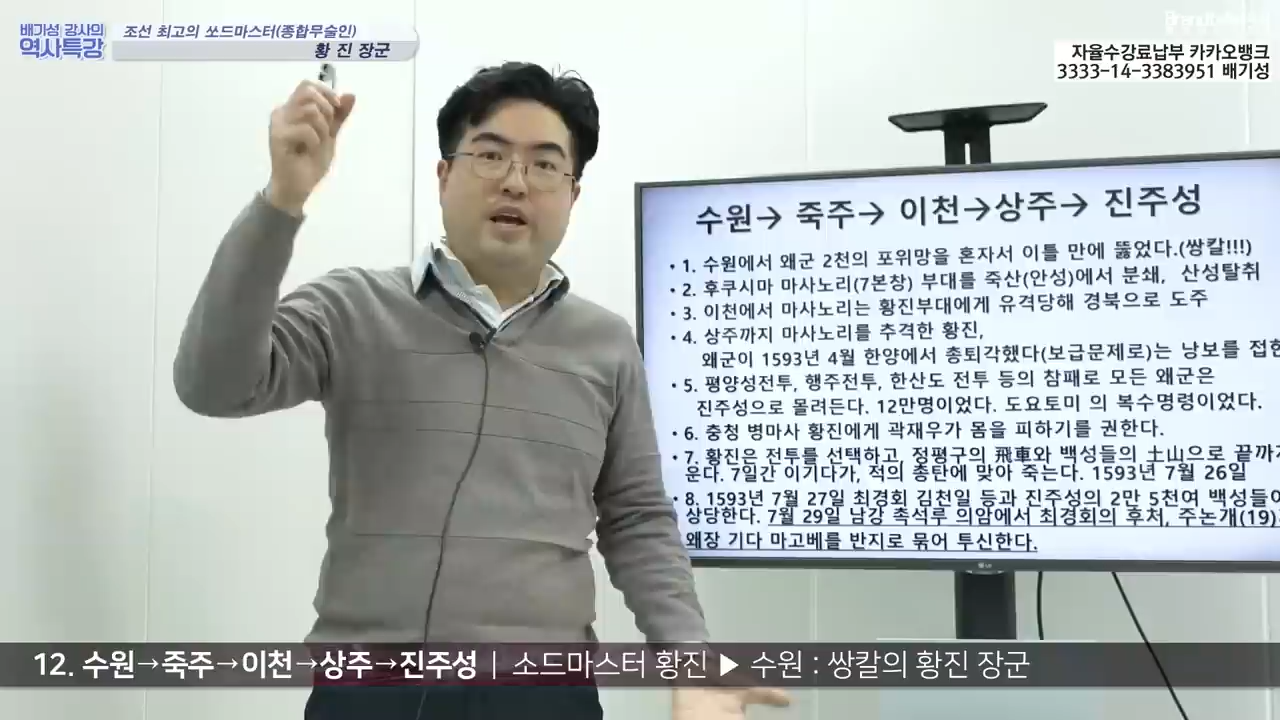 배기성 강사의
역사특강
조선 최고의 쏘드마스터(종합무술인)
황 진 장군
자율수강료납부 카카오뱅크
3333-14-3383951 배기성
수원→ 죽주→ 이천→상주→ 진주성
• 1. 수원에서 왜군 2천의 포위망을 혼자서 이틀 만에 뚫었다.(쌍칼!!!)
• 2. 후쿠시마 마사노리(7본창) 부대를 죽산(안성)에서 분쇄, 산성탈취
• 3. 이천에서 마사노리는 황진부대에게 유격당해 경북으로 도주
• 4. 상주까지 마사노리를 추격한 황진,
왜군이 1593년 4월 한양에서 총퇴각했다(보급문제로)는 낭보를 접한
• 5. 평양성전투, 행주전투, 한산도 전투 등의 참패로 모든 왜군은
진주성으로 몰려든다. 12만명이었다. 도요토미 의 복수명령이었다.
• 6. 충청 병마사 황진에게 곽재우가 몸을 피하기를 권한다.
• 7. 황진은 전투를 선택하고, 정평구의 飛車와 백성들의 土山으로 끝까지
운다. 7일간 이기다가, 적의 총탄에 맞아 죽는다. 1593년 7월 26일
• 8. 1593년 7월 27일 최경회 김천일 등과 진주성의 2만 5천여 백성들이
상당한다. 7월 29일 남강 촉석루 의암에서 최경회의 후처, 주논개(19)
왜장 기다 마고베를 반지로 묶어 투신한다.
LG
12. 수원→죽주→이천→상주→진주성 | 소드마스터 황진 ▶ 수원 : 쌍칼의 황진 장군